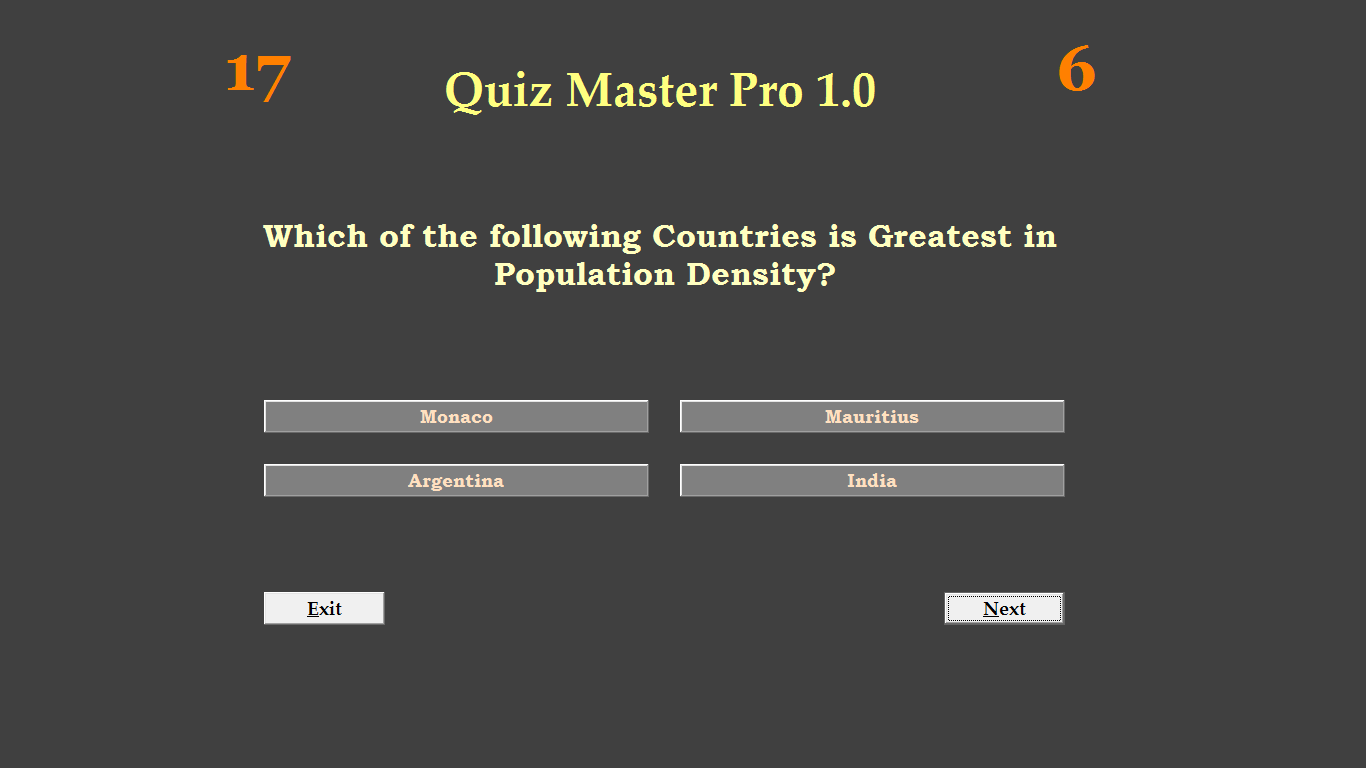 17
Quiz Master Pro 1.0
6
Which of the following Countries is Greatest in
Population Density?
Monaco
Mauritius
Argentina
India
Exit
Next